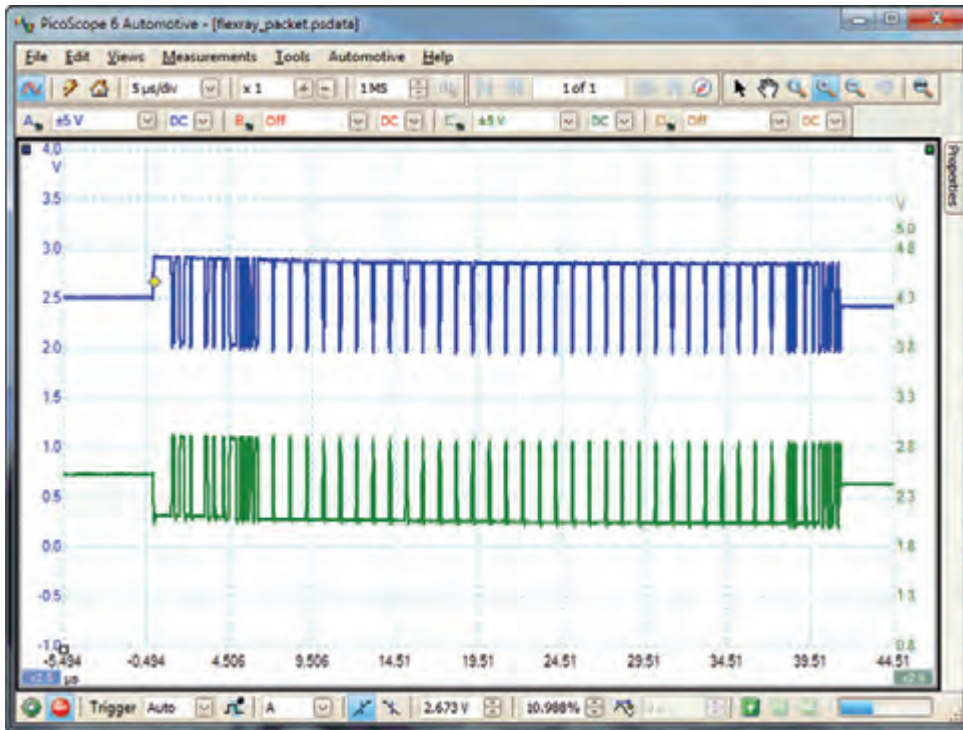 PicoScope 6 Automotive - [flexray_packet.psdata]
File Edit Views Measurements Tools Automotive Help
5 µs/div x 1 1 MS 1 of 1
A ±5 V DC B Off DC C ±5 V DC D Off DC
4.0
V
3.5
3.0
2.5
2.0
1.5
1.0
0.5
0.0
-0.5
-1.0
V
5.0
4.8
4.3
3.8
3.3
2.8
2.3
1.8
1.3
0.8
Properties
-5.494 -0.494 4.506 9.506 14.51 19.51 24.51 29.51 34.51 39.51 44.51
µs
Trigger Auto A 2.673 V 10.988%